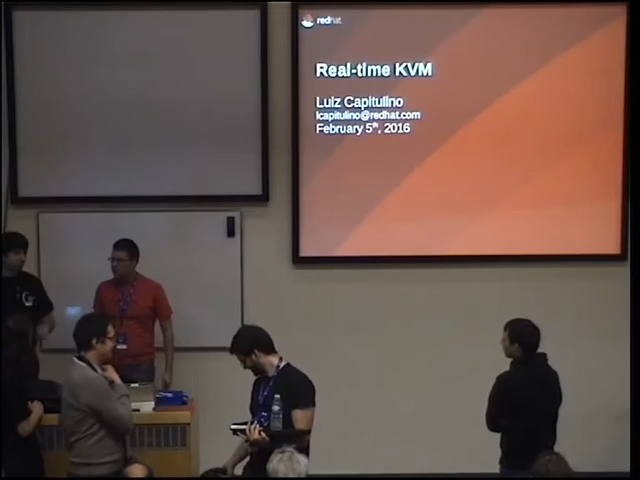 redhat
Real-time KVM
Luiz Capitulino
lcapitulino@redhat.com
February 5th, 2016